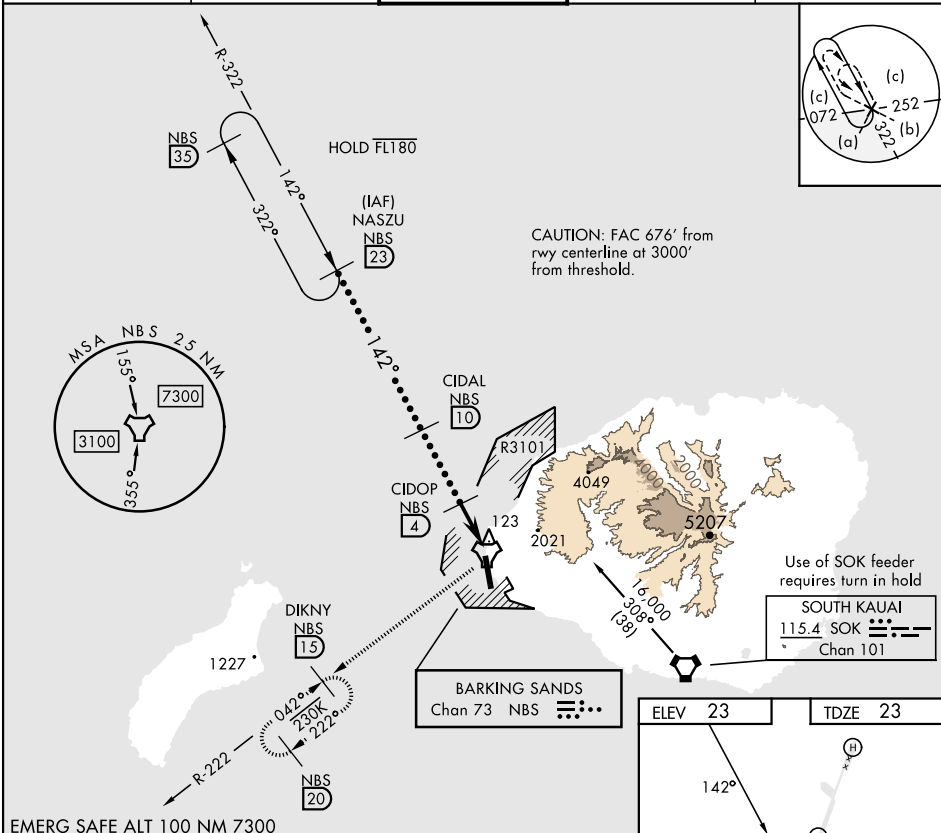 R-322
NBS
35
HOLD FL180
142°
322°
(IAF)
NASZU
NBS
23
(c)
(c)
072
252
(b)
322
(a)
CAUTION: FAC 676' from
rwy centerline at 3000'
from threshold.
MSA NBS 25 NM
155°
7300
3100
355°
142°
CIDAL
NBS
10
R3101
CIDOP
NBS
4
123
4049
4000
2000
2021
5207
Use of SOK feeder
requires turn in hold
16,000
308°
(38)
SOUTH KAUAI
115.4 SOK
Chan 101
DIKNY
NBS
15
1227
042°
230K
222°
R-222
NBS
20
BARKING SANDS
Chan 73 NBS
ELEV 23
TDZE 23
H
142°
EMERG SAFE ALT 100 NM 7300